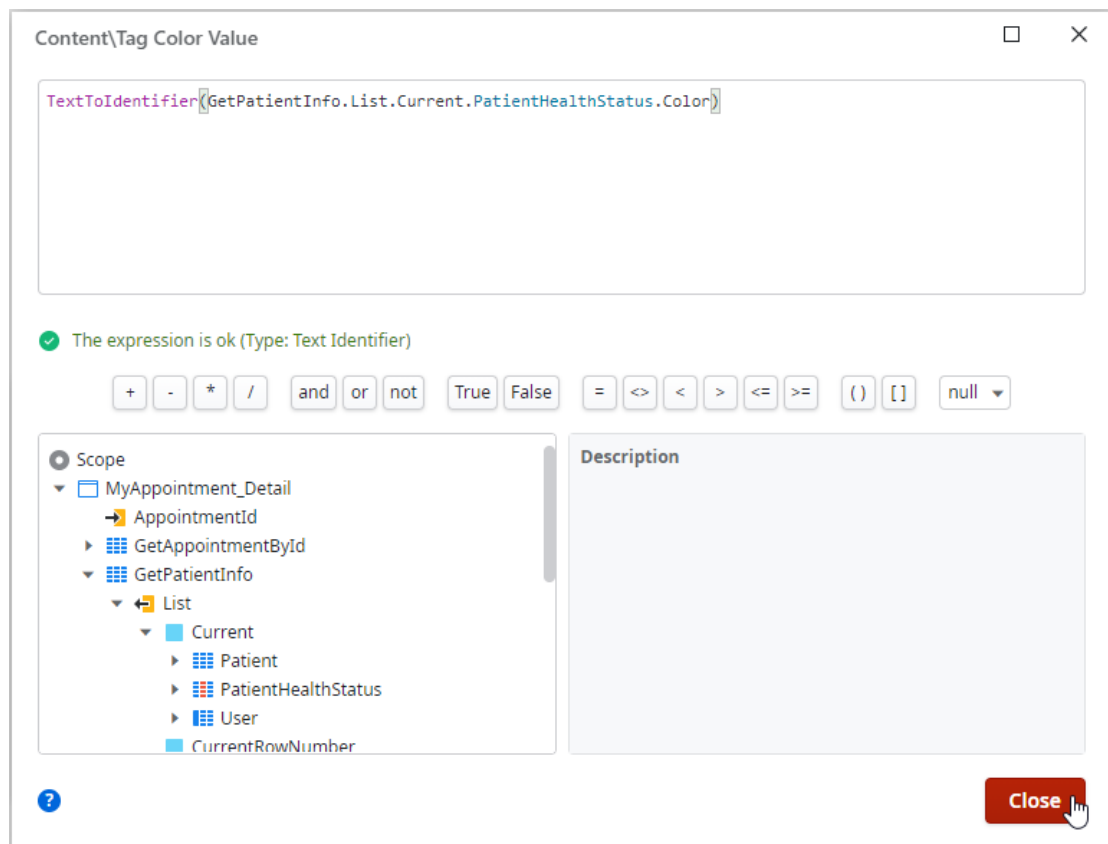 Content\Tag Color Value
TextToIdentifier(GetPatientInfo.List.Current.PatientHealthStatus.Color)
The expression is ok (Type: Text Identifier)
+ - * / and or not True False = <> < > <= >= ( ) [ ] null
Scope
MyAppointment_Detail
AppointmentId
GetAppointmentById
GetPatientInfo
List
Current
Patient
PatientHealthStatus
User
CurrentRowNumber
Description
?
Close